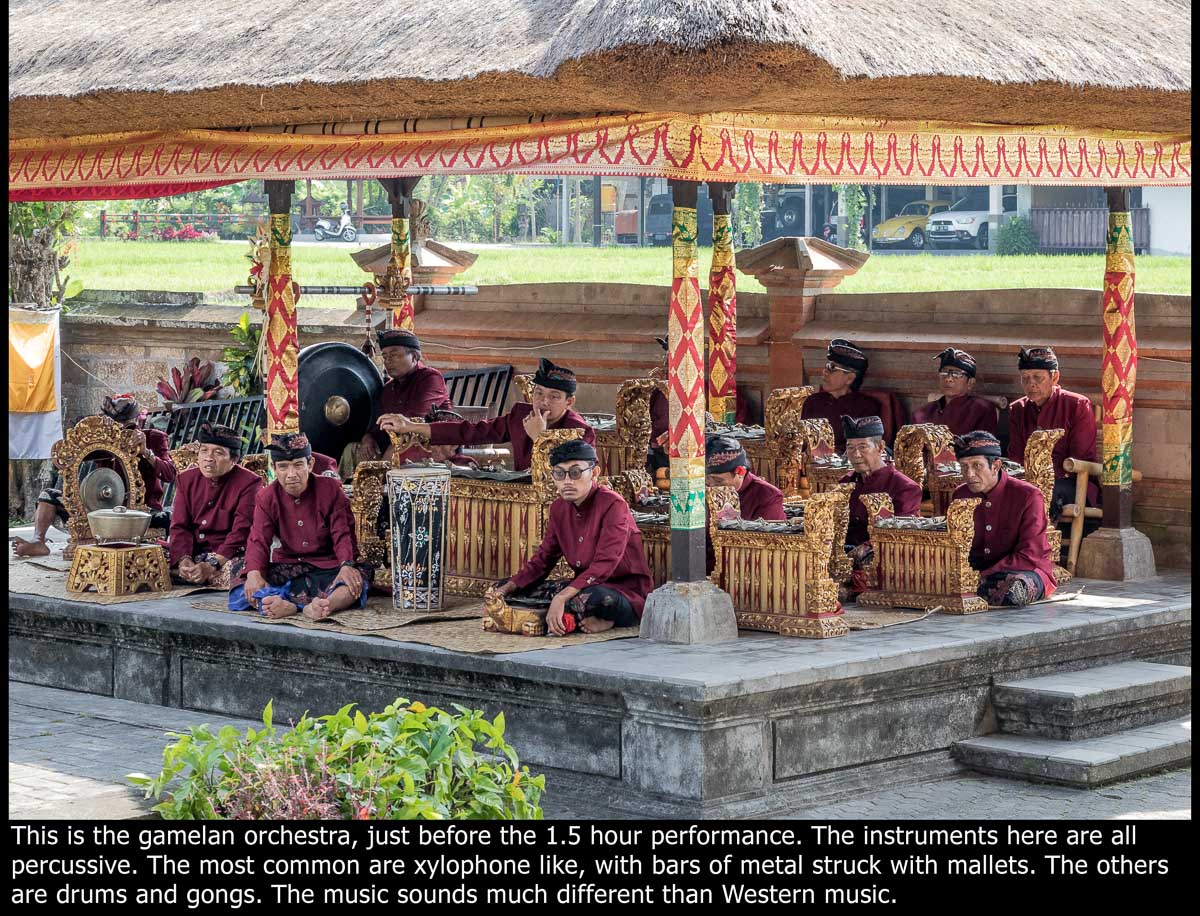 This is the gamelan orchestra, just before the 1.5 hour performance. The instruments here are all
percussive. The most common are xylophone like, with bars of metal struck with mallets. The others
are drums and gongs. The music sounds much different than Western music.